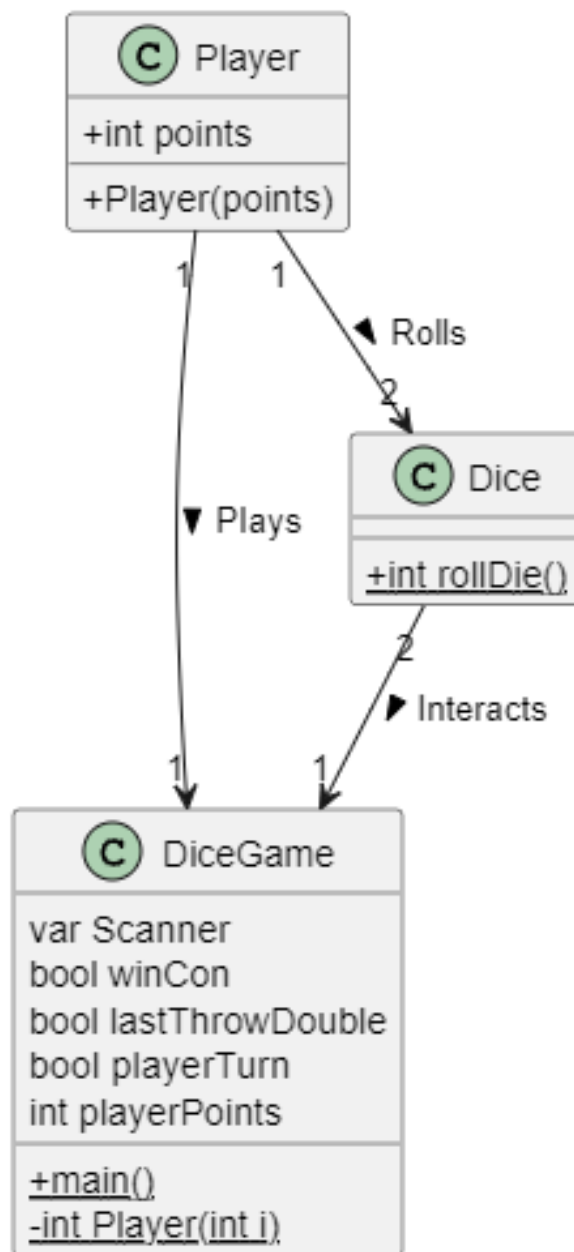 C Player
+int points
+Player(points)
1
1
Rolls
2
C Dice
Plays
+int rollDie()
2
Interacts
1
1
C DiceGame
var Scanner
bool winCon
bool lastThrowDouble
bool playerTurn
int playerPoints
+main()
-int Player(int i)